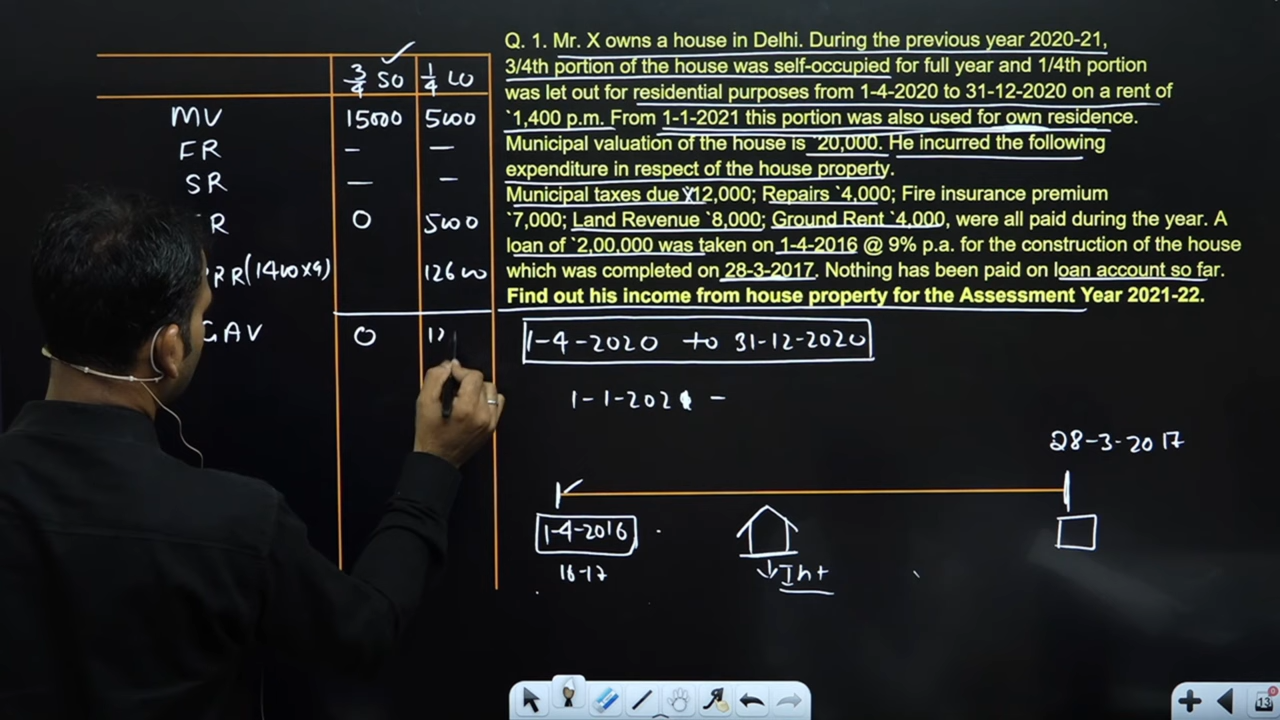 Q. 1. Mr. X owns a house in Delhi. During the previous year 2020-21,
3/4th portion of the house was self-occupied for full year and 1/4th portion
was let out for residential purposes from 1-4-2020 to 31-12-2020 on a rent of
`1,400 p.m. From 1-1-2021 this portion was also used for own residence.
Municipal valuation of the house is `20,000. He incurred the following
expenditure in respect of the house property.
Municipal taxes due `12,000; Repairs `4,000; Fire insurance premium
`7,000; Land Revenue `8,000; Ground Rent `4,000, were all paid during the year. A
loan of `2,00,000 was taken on 1-4-2016 @ 9% p.a. for the construction of the house
which was completed on 28-3-2017. Nothing has been paid on loan account so far.
Find out his income from house property for the Assessment Year 2021-22.
3/4 SO 1/4 LO
MV 15000 5000
FR — —
SR — —
R 0 5000
RR (1400x9) 12600
GAV 0 12
1-4-2020 to 31-12-2020
1-1-2021 -
28-3-2017
1-4-2016
16-17
↓ Int
13